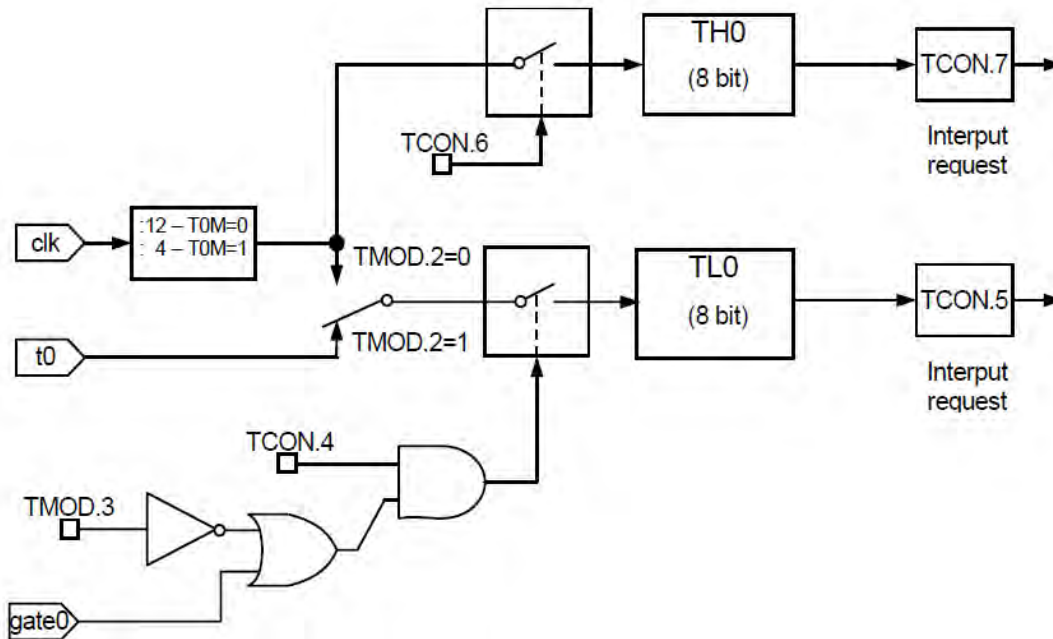 TH0
(8 bit)
TCON.7
Interput
request
TCON.6
clk
:12 – T0M=0
: 4 – T0M=1
TMOD.2=0
TL0
(8 bit)
TCON.5
Interput
request
t0
TMOD.2=1
TCON.4
TMOD.3
gate0